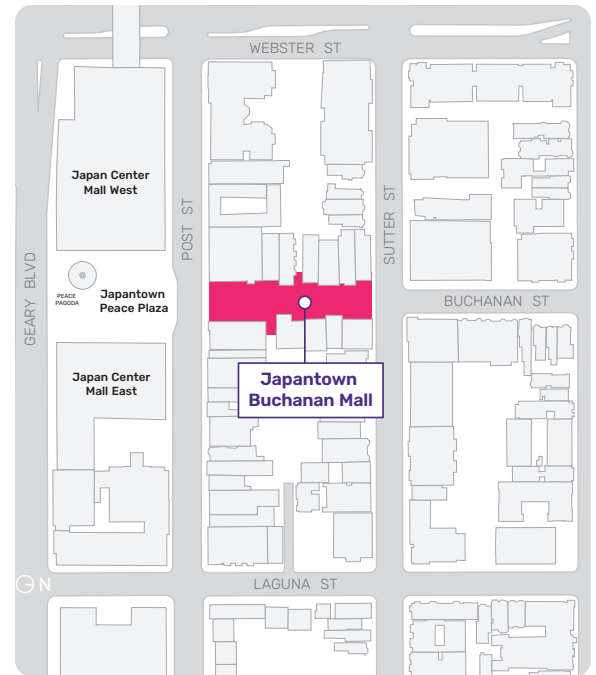 WEBSTER ST
Japan Center
Mall West
POST ST
SUTTER ST
GEARY BLVD
PEACE
PAGODA
Japantown
Peace Plaza
BUCHANAN ST
Japan Center
Mall East
Japantown
Buchanan Mall
N
LAGUNA ST